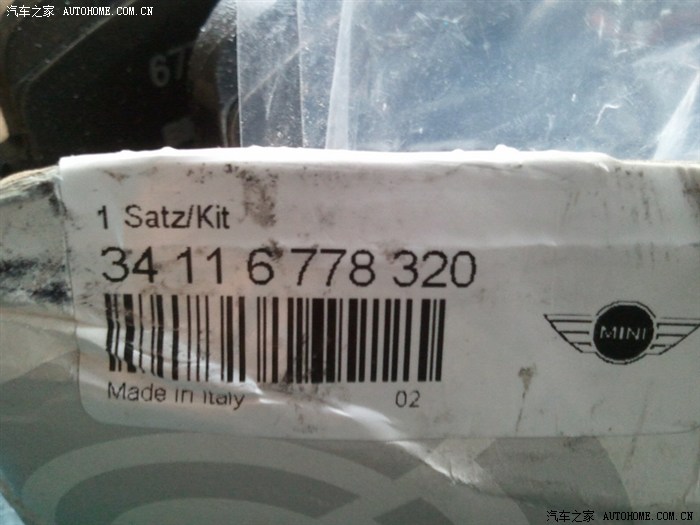 汽车之家 AUTOHOME.COM.CN
67
1 Satz/Kit
34 11 6 778 320
MINI
Made in Italy
02
汽车之家 AUTOHOME.COM.CN